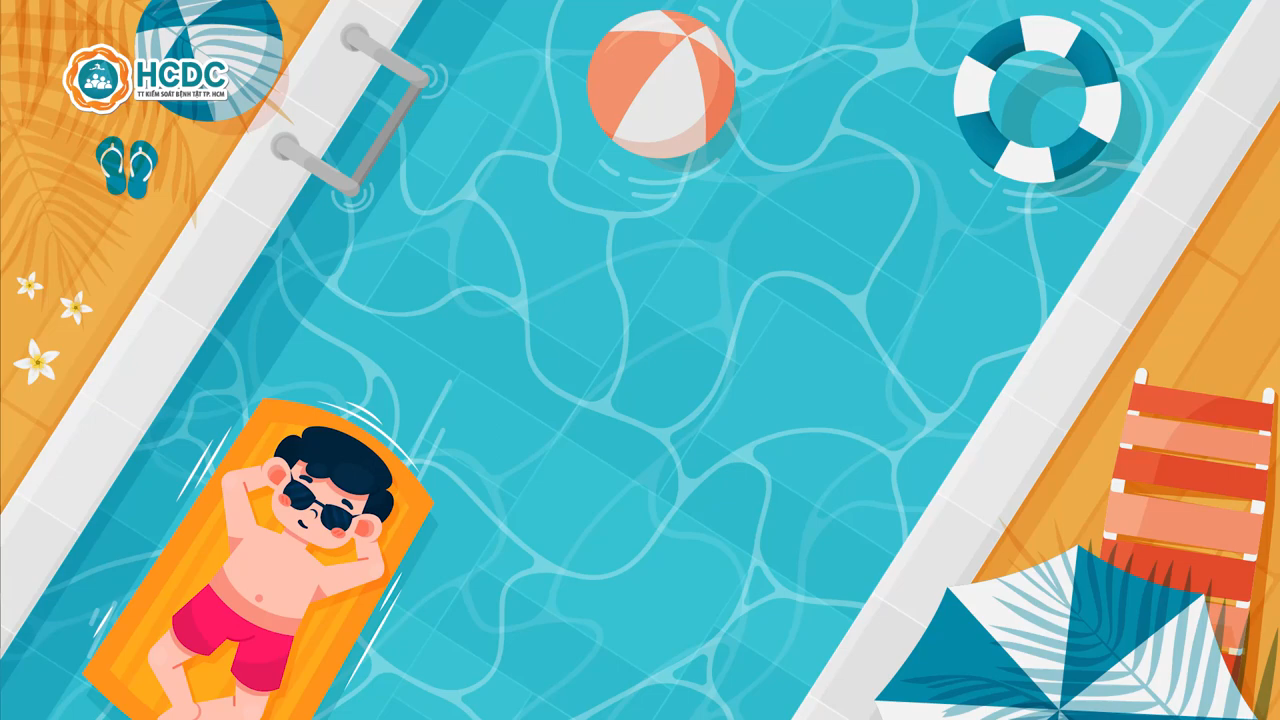 HCDC
TT KIỂM SOÁT BỆNH TẬT TP. HCM